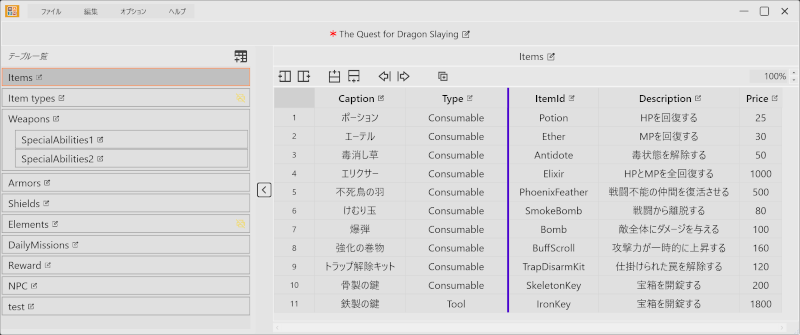 ファイル 編集 オプション ヘルプ
* The Quest for Dragon Slaying
テーブル一覧
Items
Item types
Weapons
SpecialAbilities1
SpecialAbilities2
Armors
Shields
Elements
DailyMissions
Reward
NPC
test
Items
100%
Caption Type ItemId Description Price
1 ポーション Consumable Potion HPを回復する 25
2 エーテル Consumable Ether MPを回復する 30
3 毒消し草 Consumable Antidote 毒状態を解除する 50
4 エリクサー Consumable Elixir HPとMPを全回復する 1000
5 不死鳥の羽 Consumable PhoenixFeather 戦闘不能の仲間を復活させる 500
6 けむり玉 Consumable SmokeBomb 戦闘から離脱する 80
7 爆弾 Consumable Bomb 敵全体にダメージを与える 100
8 強化の巻物 Consumable BuffScroll 攻撃力が一時的に上昇する 160
9 トラップ解除キット Consumable TrapDisarmKit 仕掛けられた罠を解除する 120
10 骨製の鍵 Consumable SkeletonKey 宝箱を開錠する 200
11 鉄製の鍵 Tool IronKey 宝箱を開錠する 1800